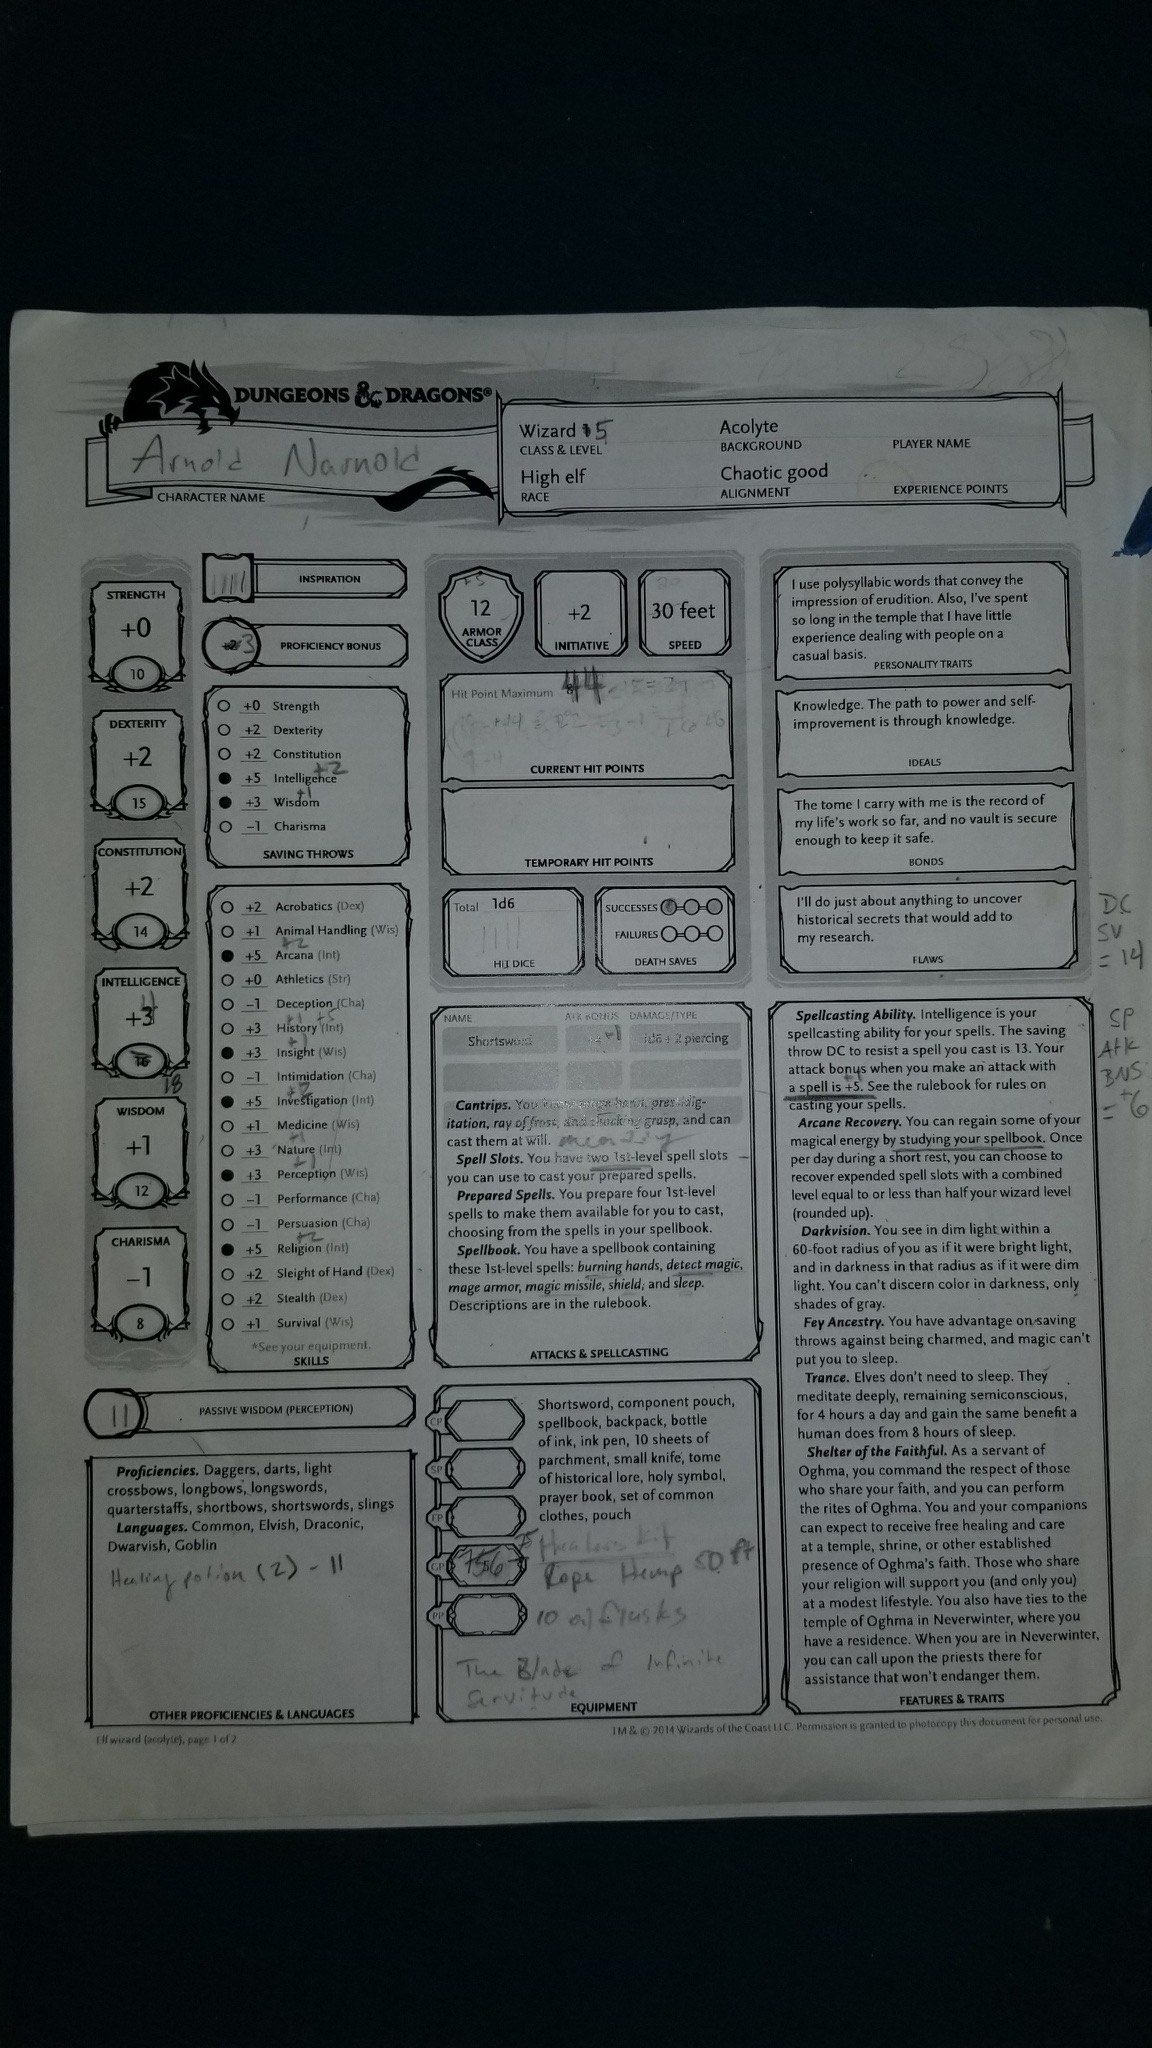 DUNGEONS & DRAGONS®
Arnold Narnold
CHARACTER NAME
Wizard 5
CLASS & LEVEL
Acolyte
BACKGROUND
PLAYER NAME
High elf
RACE
Chaotic good
ALIGNMENT
EXPERIENCE POINTS
STRENGTH
+0
10
DEXTERITY
+2
15
CONSTITUTION
+2
14
INTELLIGENCE
+3
4
16
18
WISDOM
+1
12
CHARISMA
−1
8
INSPIRATION
+2 3
PROFICIENCY BONUS
+0 Strength
+2 Dexterity
+2 Constitution
+5 Intelligence +2
+3 Wisdom +1
−1 Charisma
SAVING THROWS
+2 Acrobatics (Dex)
+1 Animal Handling (Wis)
+5 Arcana (Int) +2
+0 Athletics (Str)
−1 Deception (Cha)
+3 History (Int)
+3 Insight (Wis) +1
−1 Intimidation (Cha)
+5 Investigation (Int) +2
+1 Medicine (Wis)
+3 Nature (Int) +1
+3 Perception (Wis) +1
−1 Performance (Cha)
−1 Persuasion (Cha)
+5 Religion (Int) +2
+2 Sleight of Hand (Dex)
+2 Stealth (Dex)
+1 Survival (Wis)
*See your equipment.
SKILLS
11
PASSIVE WISDOM (PERCEPTION)
Proficiencies. Daggers, darts, light
crossbows, longbows, longswords,
quarterstaffs, shortbows, shortswords, slings
Languages. Common, Elvish, Draconic,
Dwarvish, Goblin
Healing potion (2) - 11
OTHER PROFICIENCIES & LANGUAGES
+5
12
ARMOR
CLASS
+2
INITIATIVE
30 feet
SPEED
Hit Point Maximum 44
CURRENT HIT POINTS
TEMPORARY HIT POINTS
Total 1d6
HIT DICE
SUCCESSES
FAILURES
DEATH SAVES
NAME ATK BONUS DAMAGE/TYPE
Shortsword +4 +1 1d6 + 2 piercing
Cantrips. You prestidig-
itation, ray of frost, and shocking grasp, and can
cast them at will.
Spell Slots. You have two 1st-level spell slots
you can use to cast your prepared spells.
Prepared Spells. You prepare four 1st-level
spells to make them available for you to cast,
choosing from the spells in your spellbook.
Spellbook. You have a spellbook containing
these 1st-level spells: burning hands, detect magic,
mage armor, magic missile, shield, and sleep.
Descriptions are in the rulebook.
ATTACKS & SPELLCASTING
CP
SP
EP
GP 756
PP
Shortsword, component pouch,
spellbook, backpack, bottle
of ink, ink pen, 10 sheets of
parchment, small knife, tome
of historical lore, holy symbol,
prayer book, set of common
clothes, pouch
Healers kit
Rope Hemp 50 ft
10 oil flasks
The Blade of Infinite
Servitude
EQUIPMENT
I use polysyllabic words that convey the
impression of erudition. Also, I've spent
so long in the temple that I have little
experience dealing with people on a
casual basis.
PERSONALITY TRAITS
Knowledge. The path to power and self-
improvement is through knowledge.
IDEALS
The tome I carry with me is the record of
my life's work so far, and no vault is secure
enough to keep it safe.
BONDS
I'll do just about anything to uncover
historical secrets that would add to
my research.
FLAWS
Spellcasting Ability. Intelligence is your
spellcasting ability for your spells. The saving
throw DC to resist a spell you cast is 13. Your
attack bonus when you make an attack with
a spell is +5. See the rulebook for rules on
casting your spells.
Arcane Recovery. You can regain some of your
magical energy by studying your spellbook. Once
per day during a short rest, you can choose to
recover expended spell slots with a combined
level equal to or less than half your wizard level
(rounded up).
Darkvision. You see in dim light within a
60-foot radius of you as if it were bright light,
and in darkness in that radius as if it were dim
light. You can't discern color in darkness, only
shades of gray.
Fey Ancestry. You have advantage on saving
throws against being charmed, and magic can't
put you to sleep.
Trance. Elves don't need to sleep. They
meditate deeply, remaining semiconscious,
for 4 hours a day and gain the same benefit a
human does from 8 hours of sleep.
Shelter of the Faithful. As a servant of
Oghma, you command the respect of those
who share your faith, and you can perform
the rites of Oghma. You and your companions
can expect to receive free healing and care
at a temple, shrine, or other established
presence of Oghma's faith. Those who share
your religion will support you (and only you)
at a modest lifestyle. You also have ties to the
temple of Oghma in Neverwinter, where you
have a residence. When you are in Neverwinter,
you can call upon the priests there for
assistance that won't endanger them.
FEATURES & TRAITS
DC
SV
= 14
SP
Atk
BNS
= +6
Elf wizard (acolyte), page 1 of 2
TM & © 2014 Wizards of the Coast LLC. Permission is granted to photocopy this document for personal use.